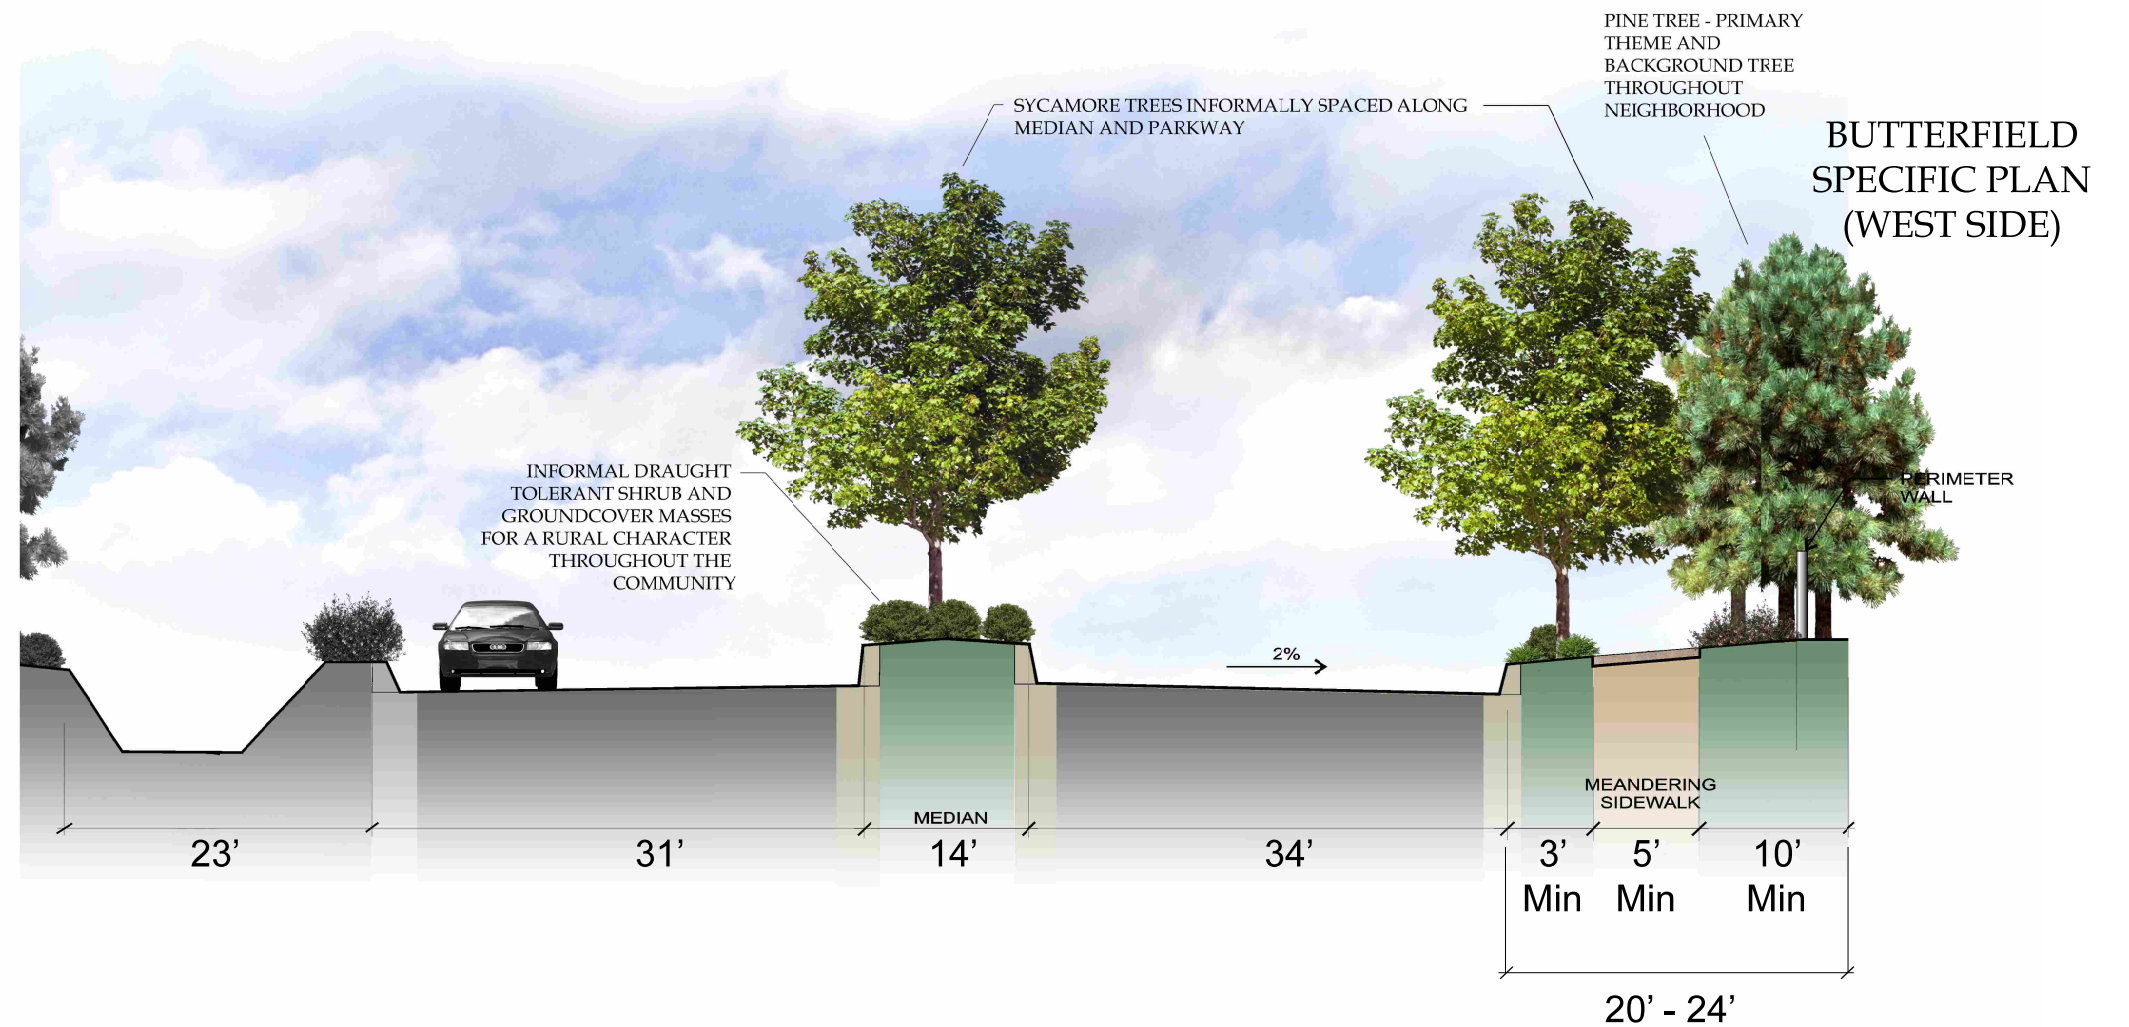 PINE TREE - PRIMARY
THEME AND
BACKGROUND TREE
THROUGHOUT
NEIGHBORHOOD
SYCAMORE TREES INFORMALLY SPACED ALONG
MEDIAN AND PARKWAY
BUTTERFIELD
SPECIFIC PLAN
(WEST SIDE)
INFORMAL DRAUGHT
TOLERANT SHRUB AND
GROUNDCOVER MASSES
FOR A RURAL CHARACTER
THROUGHOUT THE
COMMUNITY
PERIMETER
WALL
2%
MEANDERING
SIDEWALK
MEDIAN
23’
31’
14’
34’
3’
Min
5’
Min
10’
Min
20’ - 24’